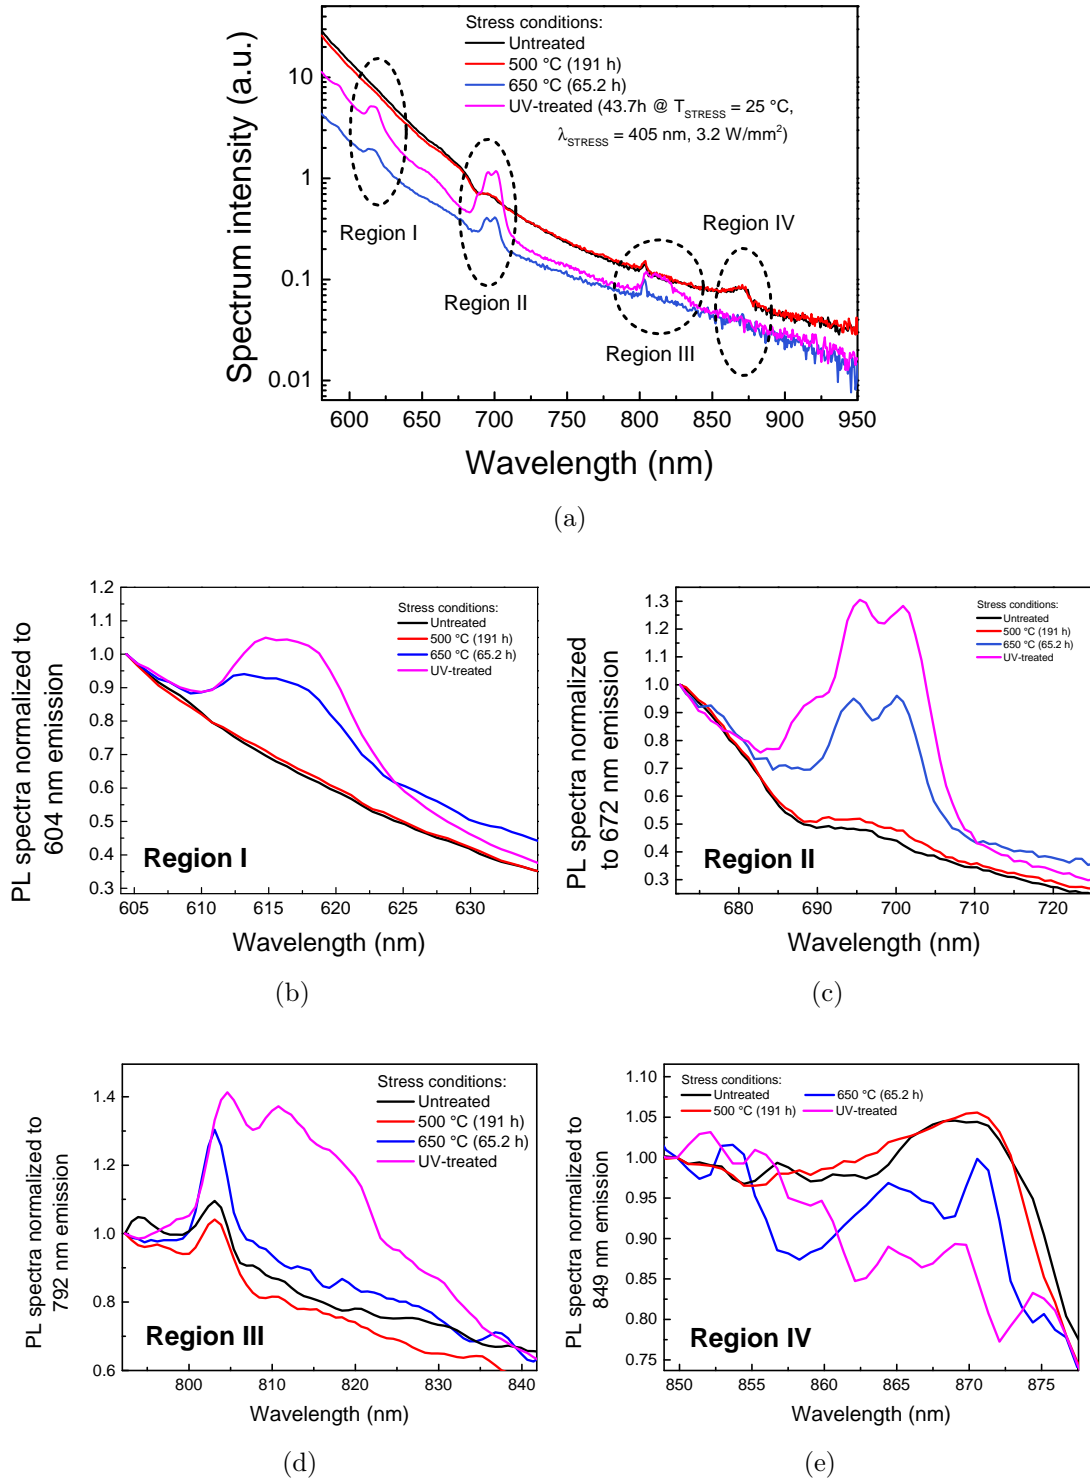 Stress conditions:
Untreated
500 °C (191 h)
650 °C (65.2 h)
UV-treated (43.7h @ T_STRESS = 25 °C,
λ_STRESS = 405 nm, 3.2 W/mm²)
10
1
0.1
0.01
Spectrum intensity (a.u.)
Region I
Region II
Region III
Region IV
600 650 700 750 800 850 900 950
Wavelength (nm)
(a)
1.2
1.1
1.0
0.9
0.8
0.7
0.6
0.5
0.4
0.3
PL spectra normalized to
604 nm emission
Stress conditions:
Untreated
500 °C (191 h)
650 °C (65.2 h)
UV-treated
Region I
605 610 615 620 625 630
Wavelength (nm)
(b)
1.3
1.2
1.1
1.0
0.9
0.8
0.7
0.6
0.5
0.4
0.3
PL spectra normalized
to 672 nm emission
Stress conditions:
Untreated
500 °C (191 h)
650 °C (65.2 h)
UV-treated
Region II
680 690 700 710 720
Wavelength (nm)
(c)
1.4
1.2
1.0
0.8
0.6
PL spectra normalized to
792 nm emission
Stress conditions:
Untreated
500 °C (191 h)
650 °C (65.2 h)
UV-treated
Region III
800 810 820 830 840
Wavelength (nm)
(d)
1.10
1.05
1.00
0.95
0.90
0.85
0.80
0.75
PL spectra normalized to
849 nm emission
Stress conditions:
Untreated 650 °C (65.2 h)
500 °C (191 h) UV-treated
Region IV
850 855 860 865 870 875
Wavelength (nm)
(e)